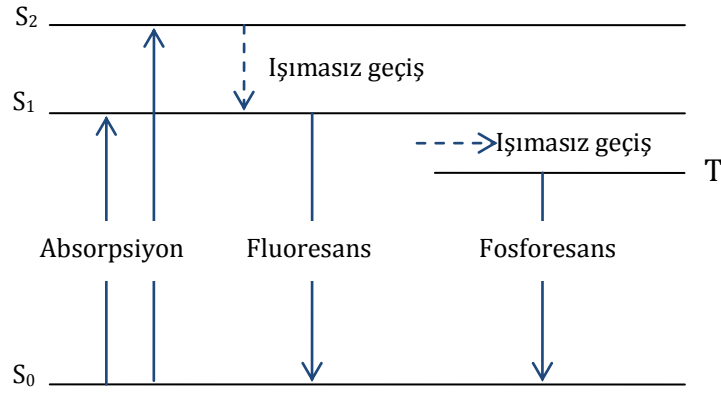 S₂
Işımasız geçiş
S₁
Işımasız geçiş
T
Absorpsiyon
Fluoresans
Fosforesans
S₀